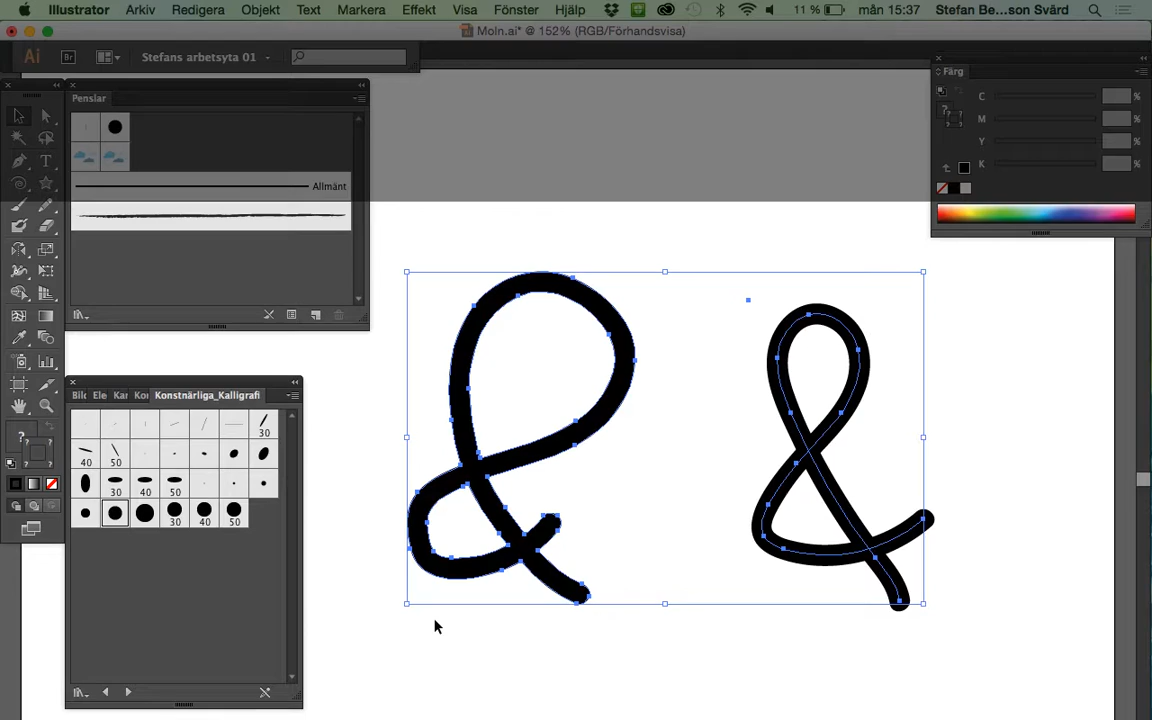 Illustrator Arkiv Redigera Objekt Text Markera Effekt Visa Fönster Hjälp 11 % mån 15:37 Stefan Be...son Svärd
Moln.ai* @ 152% (RGB/Förhandsvisa)
Ai Br Stefans arbetsyta 01
Penslar
Allmänt
Färg
C %
M %
Y %
K %
T
Konstnärliga_Kalligrafi
30
40 50
30 40 50
30 40 50
? 
?
&
&